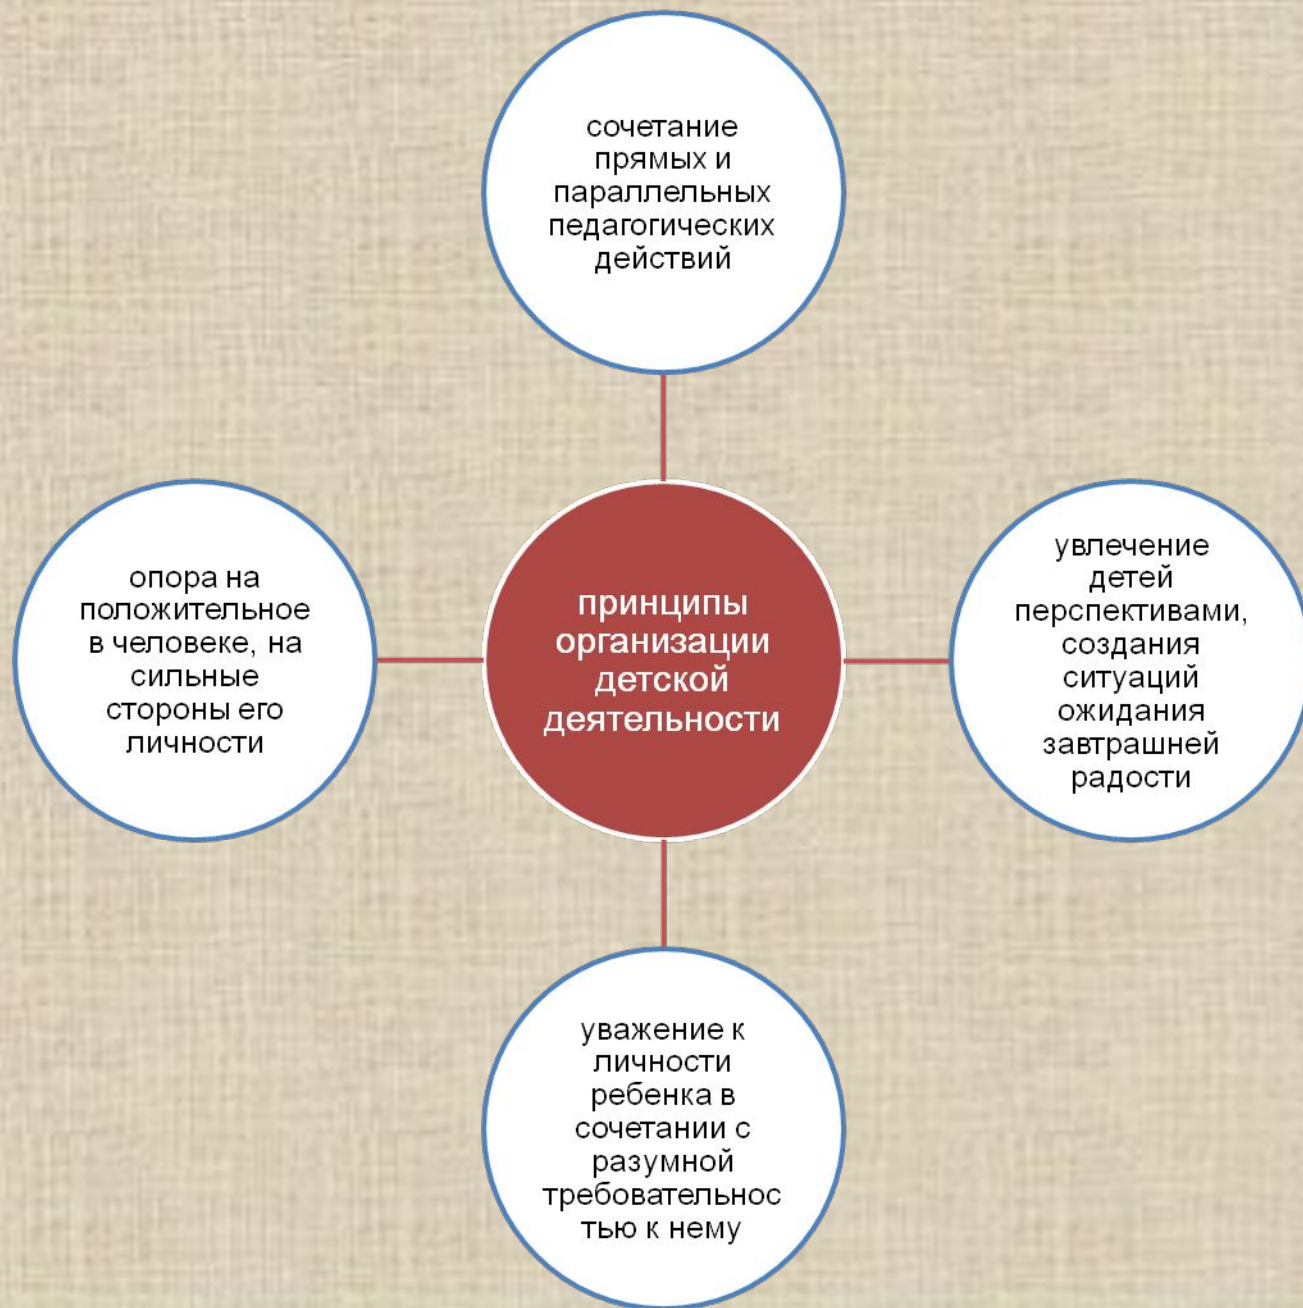 сочетание
прямых и
параллельных
педагогических
действий
опора на
положительное
в человеке, на
сильные
стороны его
личности
принципы
организации
детской
деятельности
увлечение
детей
перспективами,
создания
ситуаций
ожидания
завтрашней
радости
уважение к
личности
ребенка в
сочетании с
разумной
требовательнос
тью к нему